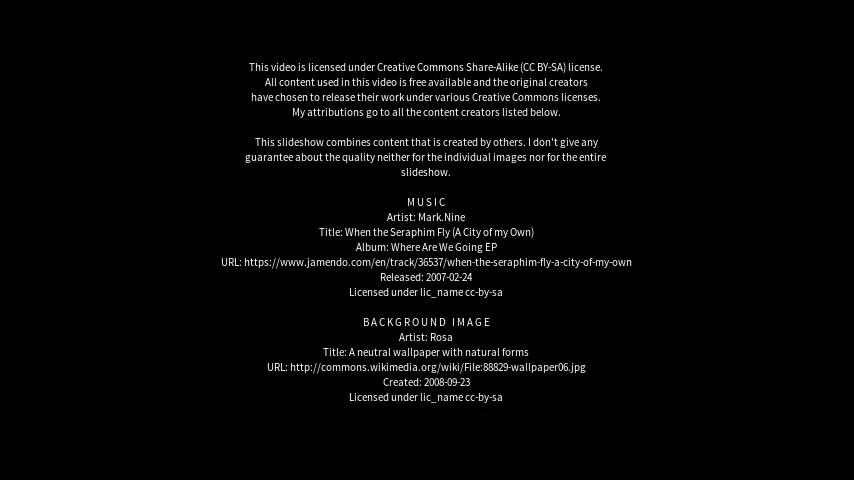 This video is licensed under Creative Commons Share-Alike (CC BY-SA) license.
All content used in this video is free available and the original creators
have chosen to release their work under various Creative Commons licenses.
My attributions go to all the content creators listed below.
This slideshow combines content that is created by others. I don't give any
guarantee about the quality neither for the individual images nor for the entire
slideshow.
MUSIC
Artist: Mark.Nine
Title: When the Seraphim Fly (A City of my Own)
Album: Where Are We Going EP
URL: https://www.jamendo.com/en/track/36537/when-the-seraphim-fly-a-city-of-my-own
Released: 2007-02-24
Licensed under lic_name cc-by-sa
BACKGROUND IMAGE
Artist: Rosa
Title: A neutral wallpaper with natural forms
URL: http://commons.wikimedia.org/wiki/File:88829-wallpaper06.jpg
Created: 2008-09-23
Licensed under lic_name cc-by-sa